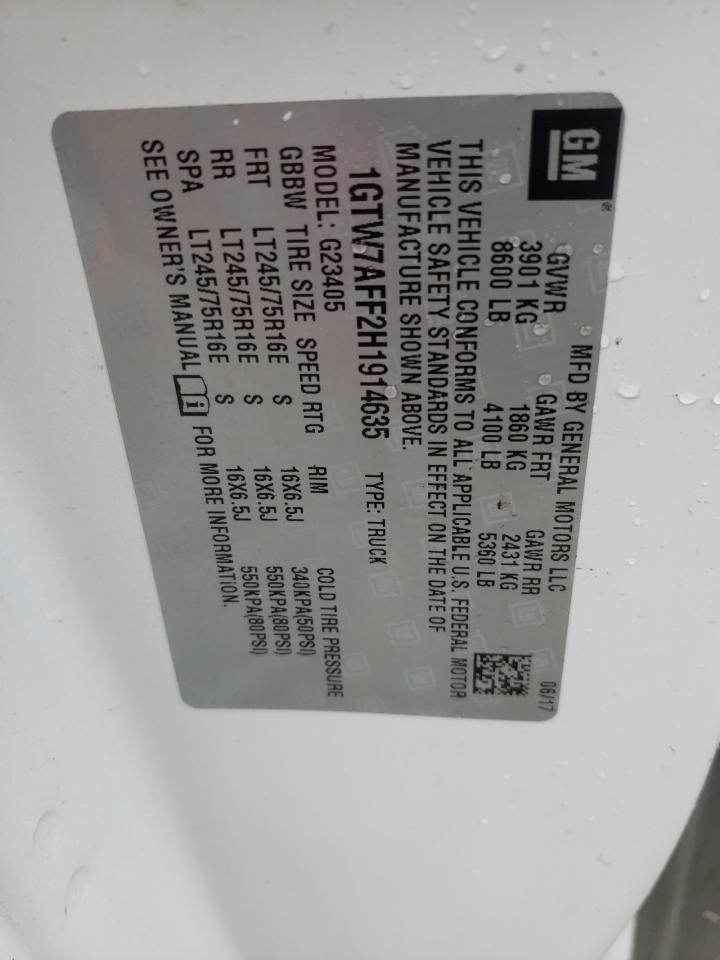 GM
MFD BY GENERAL MOTORS LLC 06/17
GVWR GAWR FRT GAWR RR
3901 KG 1860 KG 2431 KG
8600 LB 4100 LB 5360 LB
THIS VEHICLE CONFORMS TO ALL APPLICABLE U.S. FEDERAL MOTOR
VEHICLE SAFETY STANDARDS IN EFFECT ON THE DATE OF
MANUFACTURE SHOWN ABOVE.
1GTW7AFF2H1914635 TYPE: TRUCK
MODEL: G23405
GBBW TIRE SIZE SPEED RTG RIM COLD TIRE PRESSURE
FRT LT245/75R16E S 16X6.5J 340KPA(50PSI)
RR LT245/75R16E S 16X6.5J 550KPA(80PSI)
SPA LT245/75R16E S 16X6.5J 550KPA(80PSI)
SEE OWNER'S MANUAL i FOR MORE INFORMATION.